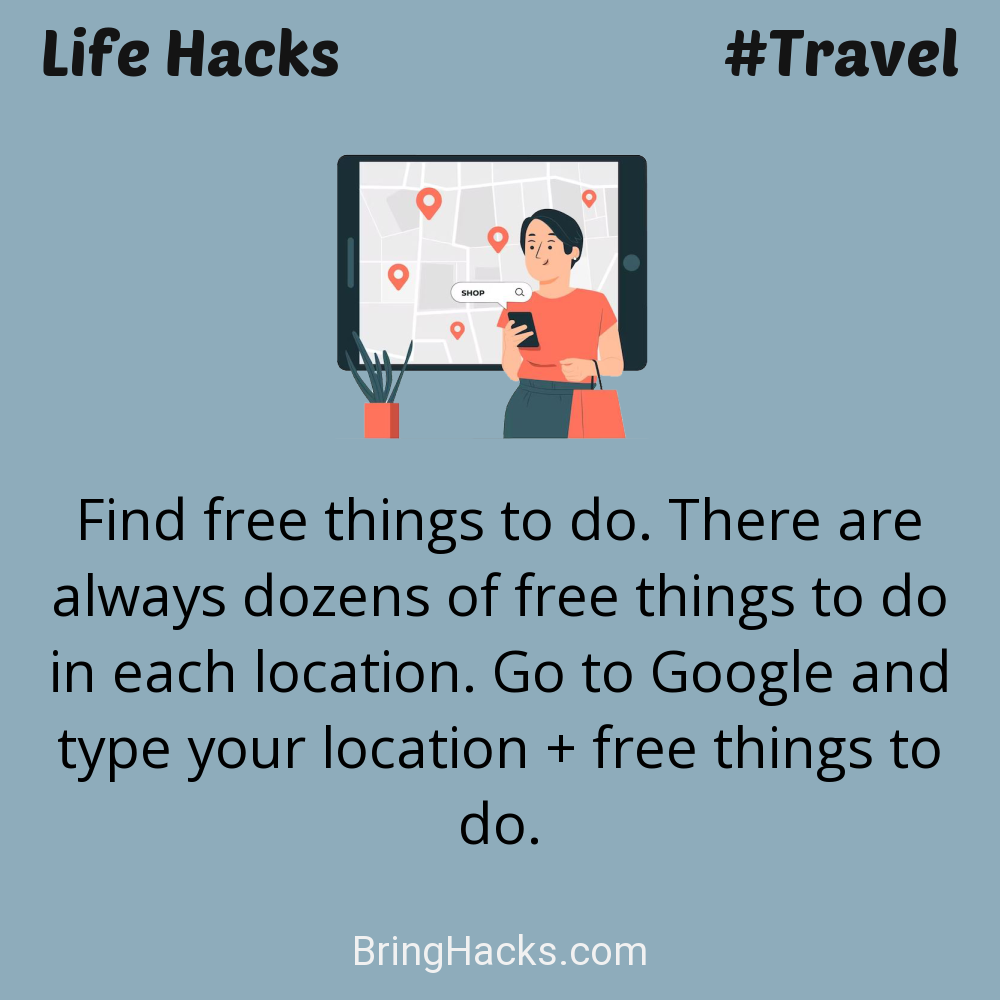 Life Hacks
#Travel
SHOP
Find free things to do. There are
always dozens of free things to do
in each location. Go to Google and
type your location + free things to
do.
BringHacks.com